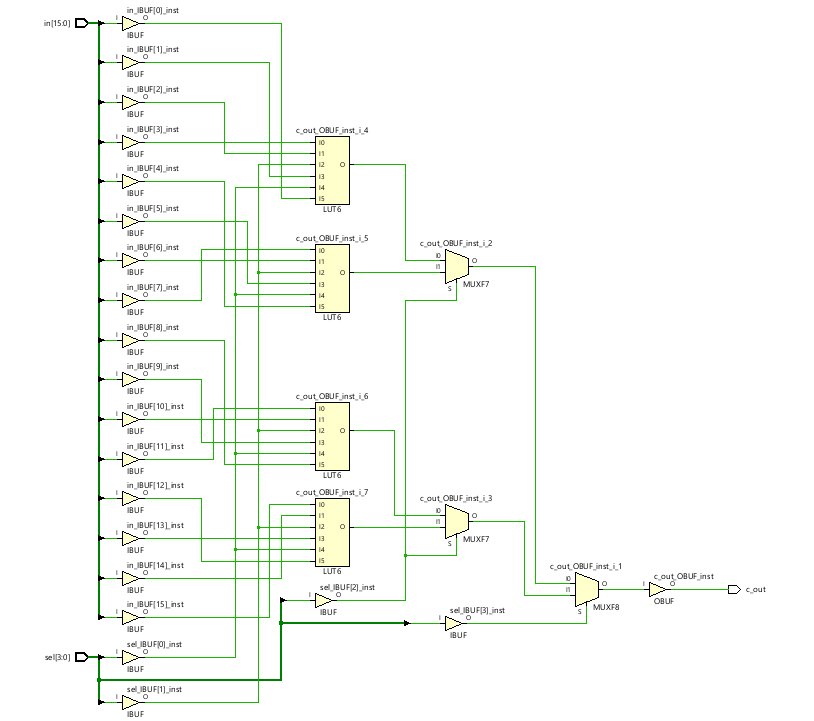 in[15:0]
in_IBUF[0]_inst
I O
IBUF
in_IBUF[1]_inst
I O
IBUF
in_IBUF[2]_inst
I O
IBUF
in_IBUF[3]_inst
I O
IBUF
in_IBUF[4]_inst
I O
IBUF
in_IBUF[5]_inst
I O
IBUF
in_IBUF[6]_inst
I O
IBUF
in_IBUF[7]_inst
I O
IBUF
in_IBUF[8]_inst
I O
IBUF
in_IBUF[9]_inst
I O
IBUF
in_IBUF[10]_inst
I O
IBUF
in_IBUF[11]_inst
I O
IBUF
in_IBUF[12]_inst
I O
IBUF
in_IBUF[13]_inst
I O
IBUF
in_IBUF[14]_inst
I O
IBUF
in_IBUF[15]_inst
I O
IBUF
sel[3:0]
sel_IBUF[0]_inst
I O
IBUF
sel_IBUF[1]_inst
I O
IBUF
c_out_OBUF_inst_i_4
I0
I1
I2 O
I3
I4
I5
LUT6
c_out_OBUF_inst_i_5
I0
I1
I2 O
I3
I4
I5
LUT6
c_out_OBUF_inst_i_6
I0
I1
I2 O
I3
I4
I5
LUT6
c_out_OBUF_inst_i_7
I0
I1
I2 O
I3
I4
I5
LUT6
sel_IBUF[2]_inst
I O
IBUF
c_out_OBUF_inst_i_2
I0 O
I1
S MUXF7
c_out_OBUF_inst_i_3
I0 O
I1
S MUXF7
sel_IBUF[3]_inst
I O
IBUF
c_out_OBUF_inst_i_1
I0 O
I1
S MUXF8
c_out_OBUF_inst
I O
OBUF
c_out